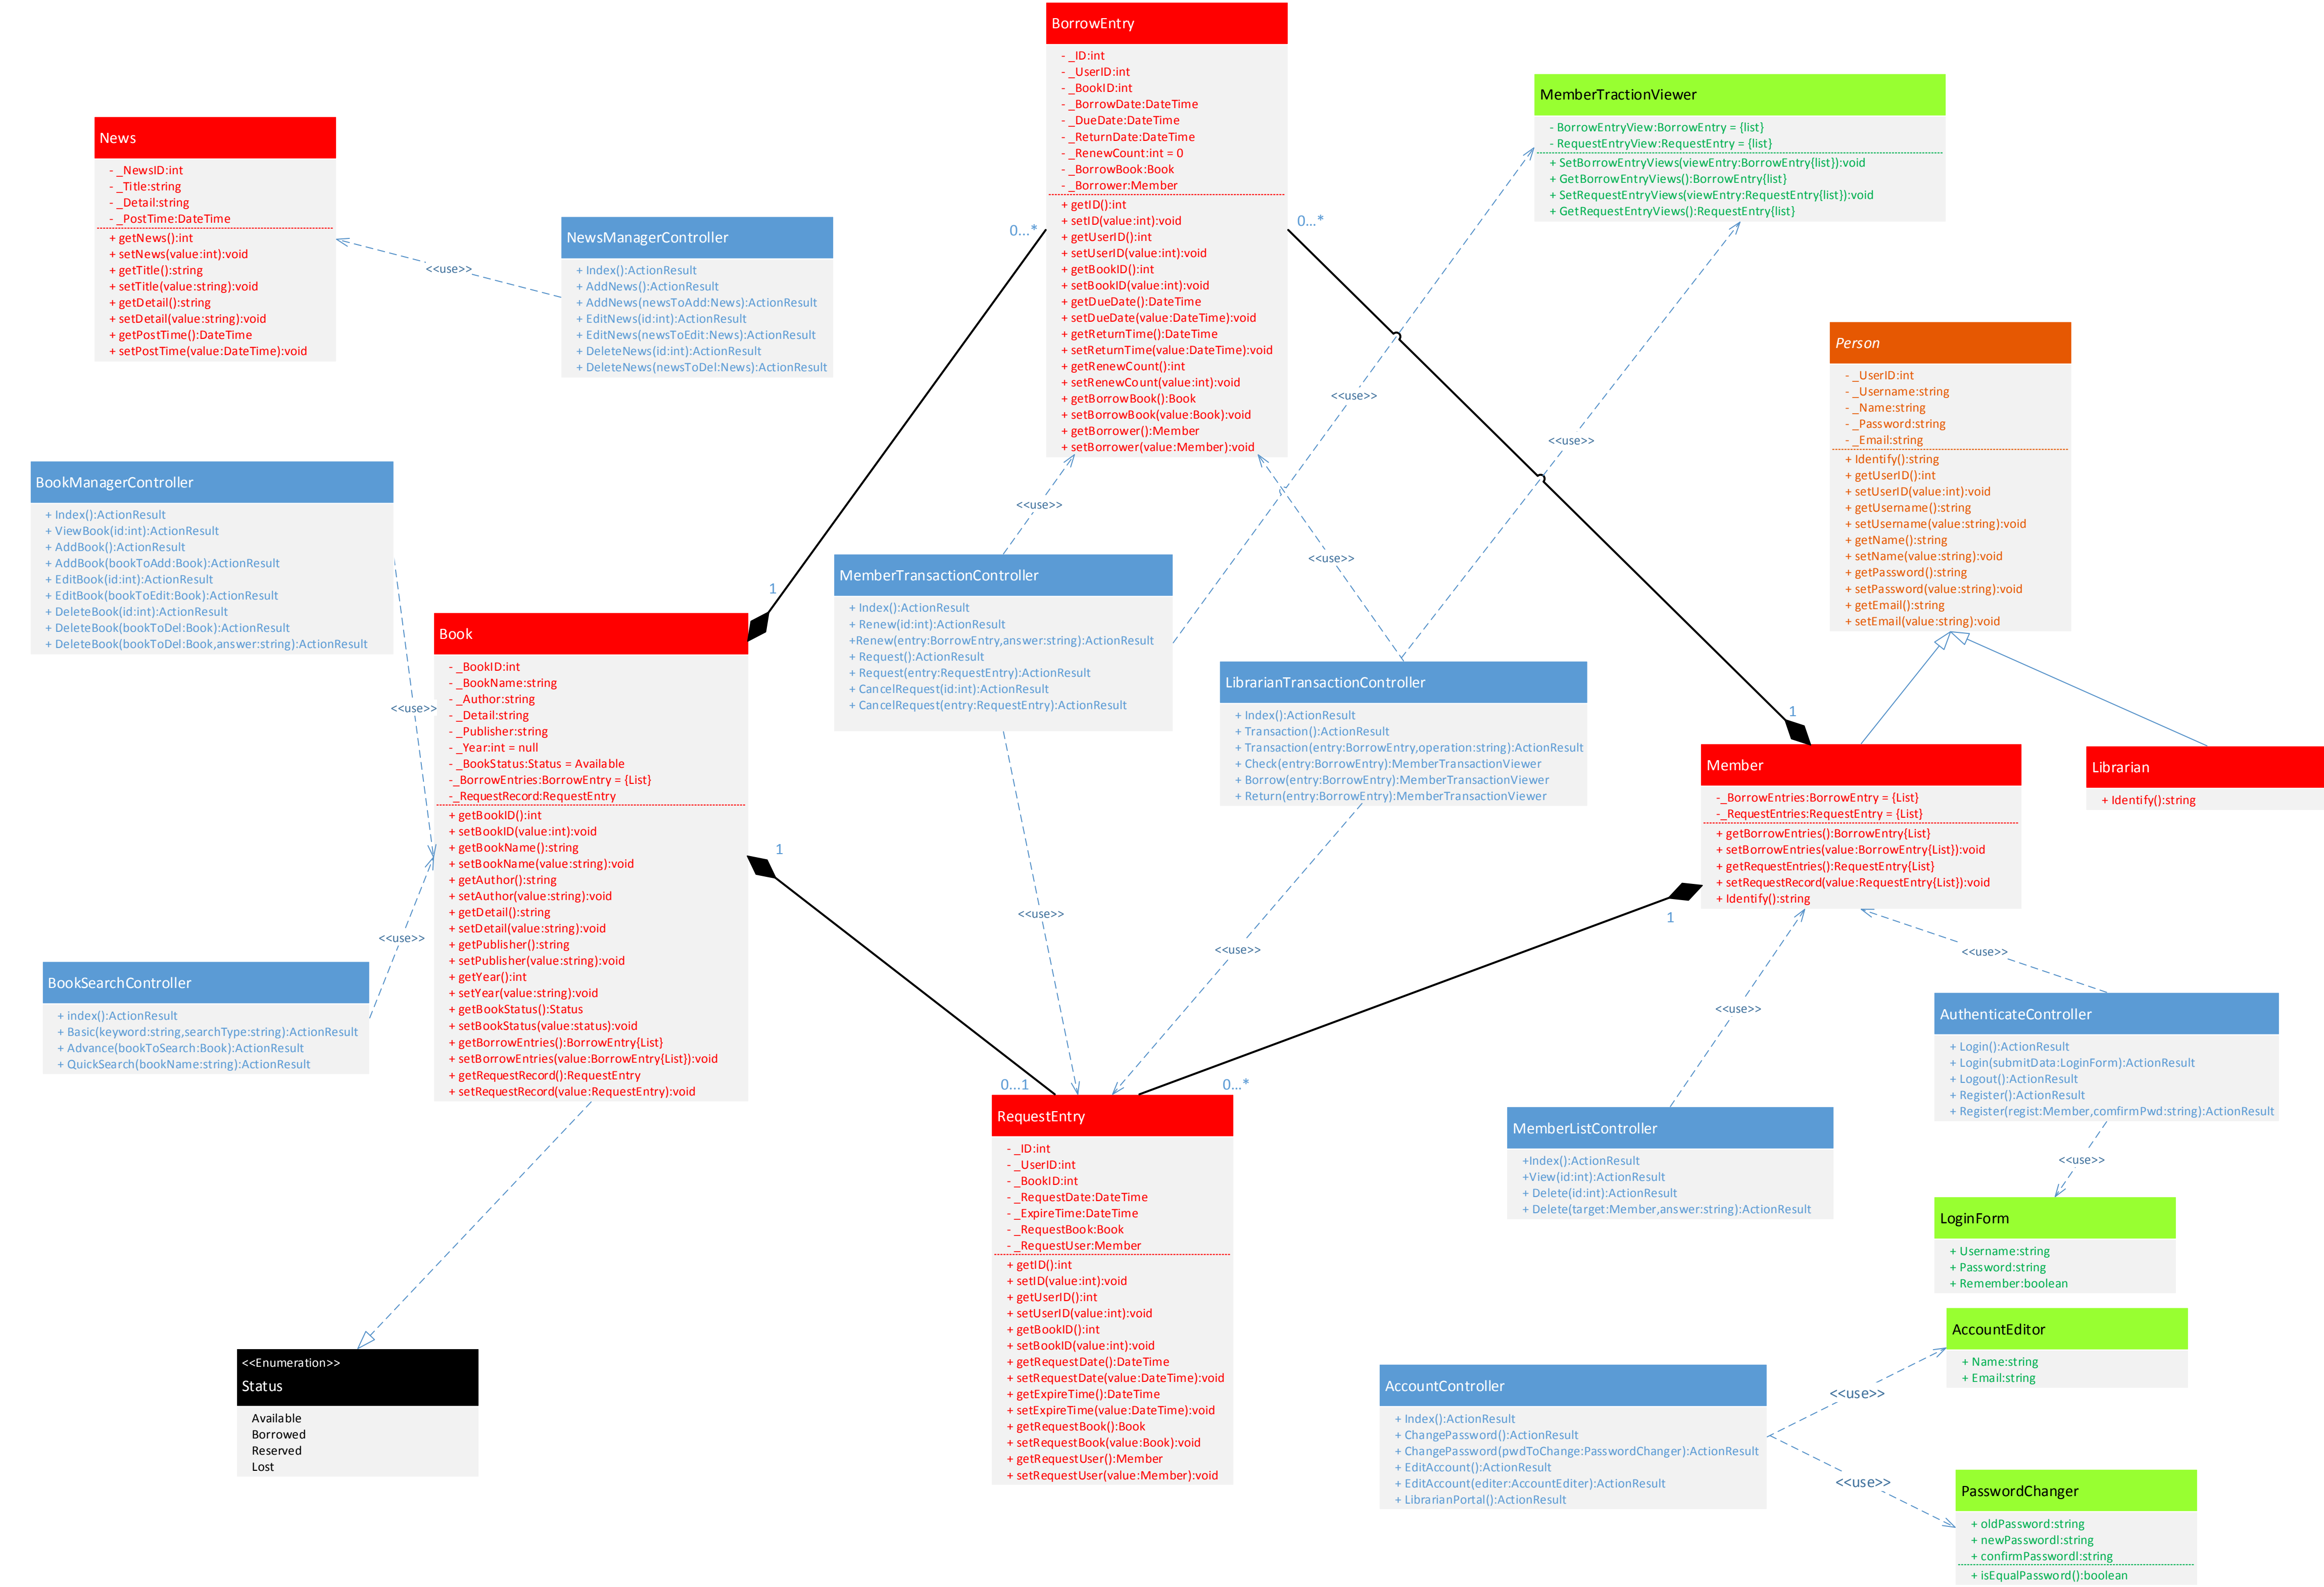 BorrowEntry
- _ID:int
- _UserID:int
- _BookID:int
- _BorrowDate:DateTime
- _DueDate:DateTime
- _ReturnDate:DateTime
- _RenewCount:int = 0
- _BorrowBook:Book
- _Borrower:Member
+ getID():int
+ setID(value:int):void
+ getUserID():int
+ setUserID(value:int):void
+ getBookID():int
+ setBookID(value:int):void
+ getDueDate():DateTime
+ setDueDate(value:DateTime):void
+ getReturnTime():DateTime
+ setReturnTime(value:DateTime):void
+ getRenewCount():int
+ setRenewCount(value:int):void
+ getBorrowBook():Book
+ setBorrowBook(value:Book):void
+ getBorrower():Member
+ setBorrower(value:Member):void
0...*
0...*
MemberTractionViewer
- BorrowEntryView:BorrowEntry = {list}
- RequestEntryView:RequestEntry = {list}
+ SetBorrowEntryViews(viewEntry:BorrowEntry{list}):void
+ GetBorrowEntryViews():BorrowEntry{list}
+ SetRequestEntryViews(viewEntry:RequestEntry{list}):void
+ GetRequestEntryViews():RequestEntry{list}
News
- _NewsID:int
- _Title:string
- _Detail:string
- _PostTime:DateTime
+ getNews():int
+ setNews(value:int):void
+ getTitle():string
+ setTitle(value:string):void
+ getDetail():string
+ setDetail(value:string):void
+ getPostTime():DateTime
+ setPostTime(value:DateTime):void
<<use>>
NewsManagerController
+ Index():ActionResult
+ AddNews():ActionResult
+ AddNews(newsToAdd:News):ActionResult
+ EditNews(id:int):ActionResult
+ EditNews(newsToEdit:News):ActionResult
+ DeleteNews(id:int):ActionResult
+ DeleteNews(newsToDel:News):ActionResult
Person
- _UserID:int
- _Username:string
- _Name:string
- _Password:string
- _Email:string
+ Identify():string
+ getUserID():int
+ setUserID(value:int):void
+ getUsername():string
+ setUsername(value:string):void
+ getName():string
+ setName(value:string):void
+ getPassword():string
+ setPassword(value:string):void
+ getEmail():string
+ setEmail(value:string):void
<<use>>
<<use>>
<<use>>
<<use>>
BookManagerController
+ Index():ActionResult
+ ViewBook(id:int):ActionResult
+ AddBook():ActionResult
+ AddBook(bookToAdd:Book):ActionResult
+ EditBook(id:int):ActionResult
+ EditBook(bookToEdit:Book):ActionResult
+ DeleteBook(id:int):ActionResult
+ DeleteBook(bookToDel:Book):ActionResult
+ DeleteBook(bookToDel:Book,answer:string):ActionResult
<<use>>
1
Book
- _BookID:int
- _BookName:string
- _Author:string
- _Detail:string
- _Publisher:string
- _Year:int = null
- _BookStatus:Status = Available
-_BorrowEntries:BorrowEntry = {List}
-_RequestRecord:RequestEntry
+ getBookID():int
+ setBookID(value:int):void
+ getBookName():string
+ setBookName(value:string):void
+ getAuthor():string
+ setAuthor(value:string):void
+ getDetail():string
+ setDetail(value:string):void
+ getPublisher():string
+ setPublisher(value:string):void
+ getYear():int
+ setYear(value:string):void
+ getBookStatus():Status
+ setBookStatus(value:status):void
+ getBorrowEntries():BorrowEntry{List}
+ setBorrowEntries(value:BorrowEntry{List}):void
+ getRequestRecord():RequestEntry
+ setRequestRecord(value:RequestEntry):void
1
MemberTransactionController
+ Index():ActionResult
+ Renew(id:int):ActionResult
+Renew(entry:BorrowEntry,answer:string):ActionResult
+ Request():ActionResult
+ Request(entry:RequestEntry):ActionResult
+ CancelRequest(id:int):ActionResult
+ CancelRequest(entry:RequestEntry):ActionResult
LibrarianTransactionController
+ Index():ActionResult
+ Transaction():ActionResult
+ Transaction(entry:BorrowEntry,operation:string):ActionResult
+ Check(entry:BorrowEntry):MemberTransactionViewer
+ Borrow(entry:BorrowEntry):MemberTransactionViewer
+ Return(entry:BorrowEntry):MemberTransactionViewer
1
Member
-_BorrowEntries:BorrowEntry = {List}
-_RequestEntries:RequestEntry = {List}
+ getBorrowEntries():BorrowEntry{List}
+ setBorrowEntries(value:BorrowEntry{List}):void
+ getRequestEntries():RequestEntry{List}
+ setRequestRecord(value:RequestEntry{List}):void
+ Identify():string
1
Librarian
+ Identify():string
<<use>>
<<use>>
<<use>>
<<use>>
<<use>>
BookSearchController
+ index():ActionResult
+ Basic(keyword:string,searchType:string):ActionResult
+ Advance(bookToSearch:Book):ActionResult
+ QuickSearch(bookName:string):ActionResult
AuthenticateController
+ Login():ActionResult
+ Login(submitData:LoginForm):ActionResult
+ Logout():ActionResult
+ Register():ActionResult
+ Register(regist:Member,comfirmPwd:string):ActionResult
<<use>>
0...1
0...*
RequestEntry
- _ID:int
- _UserID:int
- _BookID:int
- _RequestDate:DateTime
- _ExpireTime:DateTime
- _RequestBook:Book
- _RequestUser:Member
+ getID():int
+ setID(value:int):void
+ getUserID():int
+ setUserID(value:int):void
+ getBookID():int
+ setBookID(value:int):void
+ getRequestDate():DateTime
+ setRequestDate(value:DateTime):void
+ getExpireTime():DateTime
+ setExpireTime(value:DateTime):void
+ getRequestBook():Book
+ setRequestBook(value:Book):void
+ getRequestUser():Member
+ setRequestUser(value:Member):void
MemberListController
+Index():ActionResult
+View(id:int):ActionResult
+ Delete(id:int):ActionResult
+ Delete(target:Member,answer:string):ActionResult
LoginForm
+ Username:string
+ Password:string
+ Remember:boolean
AccountEditor
+ Name:string
+ Email:string
<<Enumeration>>
Status
Available
Borrowed
Reserved
Lost
AccountController
+ Index():ActionResult
+ ChangePassword():ActionResult
+ ChangePassword(pwdToChange:PasswordChanger):ActionResult
+ EditAccount():ActionResult
+ EditAccount(editer:AccountEditer):ActionResult
+ LibrarianPortal():ActionResult
<<use>>
<<use>>
PasswordChanger
+ oldPassword:string
+ newPasswordl:string
+ confirmPasswordl:string
+ isEqualPassword():boolean